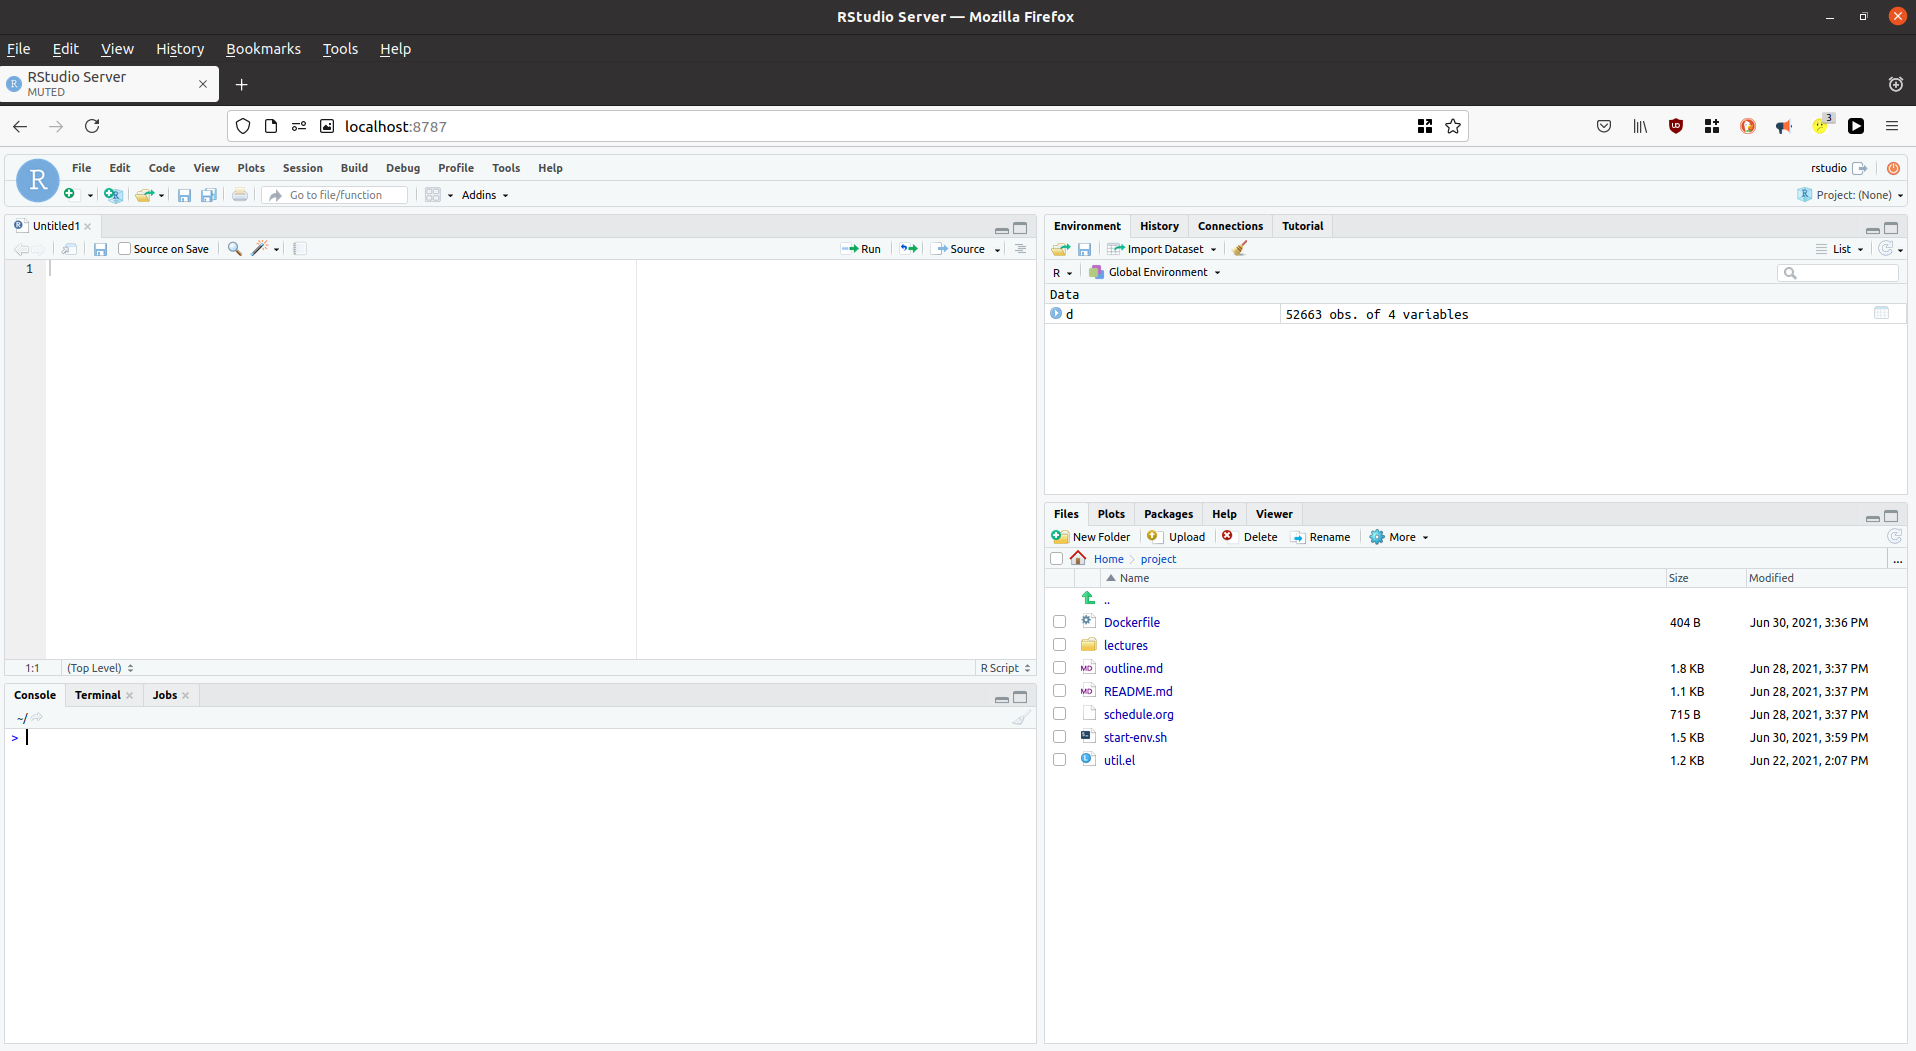 RStudio Server — Mozilla Firefox
File Edit View History Bookmarks Tools Help
RStudio Server
MUTED
localhost:8787
3
R File Edit Code View Plots Session Build Debug Profile Tools Help
rstudio
Go to file/function
Addins
Project: (None)
Untitled1
Source on Save
Run
Source
1
1:1 (Top Level)
R Script
Console Terminal Jobs
~/
>
Environment History Connections Tutorial
Import Dataset
List
R Global Environment
Data
d 52663 obs. of 4 variables
Files Plots Packages Help Viewer
New Folder Upload Delete Rename More
Home project
...
Name Size Modified
..
Dockerfile 404 B Jun 30, 2021, 3:36 PM
lectures
outline.md 1.8 KB Jun 28, 2021, 3:37 PM
README.md 1.1 KB Jun 28, 2021, 3:37 PM
schedule.org 715 B Jun 28, 2021, 3:37 PM
start-env.sh 1.5 KB Jun 30, 2021, 3:59 PM
util.el 1.2 KB Jun 22, 2021, 2:07 PM